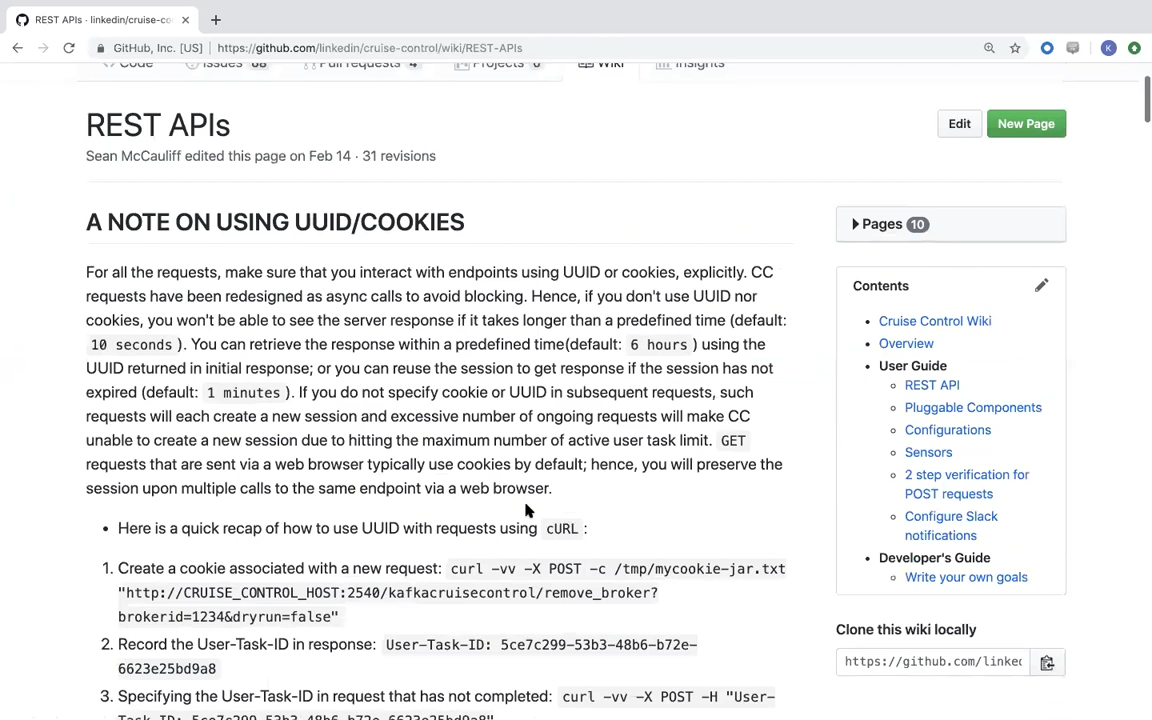 REST APIs · linkedin/cruise-co
GitHub, Inc. [US] | https://github.com/linkedin/cruise-control/wiki/REST-APIs
K
Code Issues 68 Pull requests 4 Projects 0 Wiki Insights
REST APIs
Edit
New Page
Sean McCauliff edited this page on Feb 14 · 31 revisions
A NOTE ON USING UUID/COOKIES
For all the requests, make sure that you interact with endpoints using UUID or cookies, explicitly. CC
requests have been redesigned as async calls to avoid blocking. Hence, if you don't use UUID nor
cookies, you won't be able to see the server response if it takes longer than a predefined time (default:
10 seconds ). You can retrieve the response within a predefined time(default: 6 hours ) using the
UUID returned in initial response; or you can reuse the session to get response if the session has not
expired (default: 1 minutes ). If you do not specify cookie or UUID in subsequent requests, such
requests will each create a new session and excessive number of ongoing requests will make CC
unable to create a new session due to hitting the maximum number of active user task limit. GET
requests that are sent via a web browser typically use cookies by default; hence, you will preserve the
session upon multiple calls to the same endpoint via a web browser.
• Here is a quick recap of how to use UUID with requests using cURL :
1. Create a cookie associated with a new request: curl -vv -X POST -c /tmp/mycookie-jar.txt
"http://CRUISE_CONTROL_HOST:2540/kafkacruisecontrol/remove_broker?
brokerid=1234&dryrun=false"
2. Record the User-Task-ID in response: User-Task-ID: 5ce7c299-53b3-48b6-b72e-
6623e25bd9a8
3. Specifying the User-Task-ID in request that has not completed: curl -vv -X POST -H "User-
Task-ID: 5ce7c299-53b3-48b6-b72e-6623e25bd9a8"
Pages 10
Contents
• Cruise Control Wiki
• Overview
• User Guide
REST API
Pluggable Components
Configurations
Sensors
2 step verification for
POST requests
Configure Slack
notifications
• Developer's Guide
Write your own goals
Clone this wiki locally
https://github.com/linked